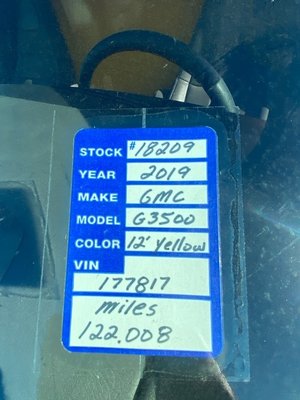 STOCK #18209
YEAR 2019
MAKE GMC
MODEL G3500
COLOR 12' Yellow
VIN
177817
miles
122.008